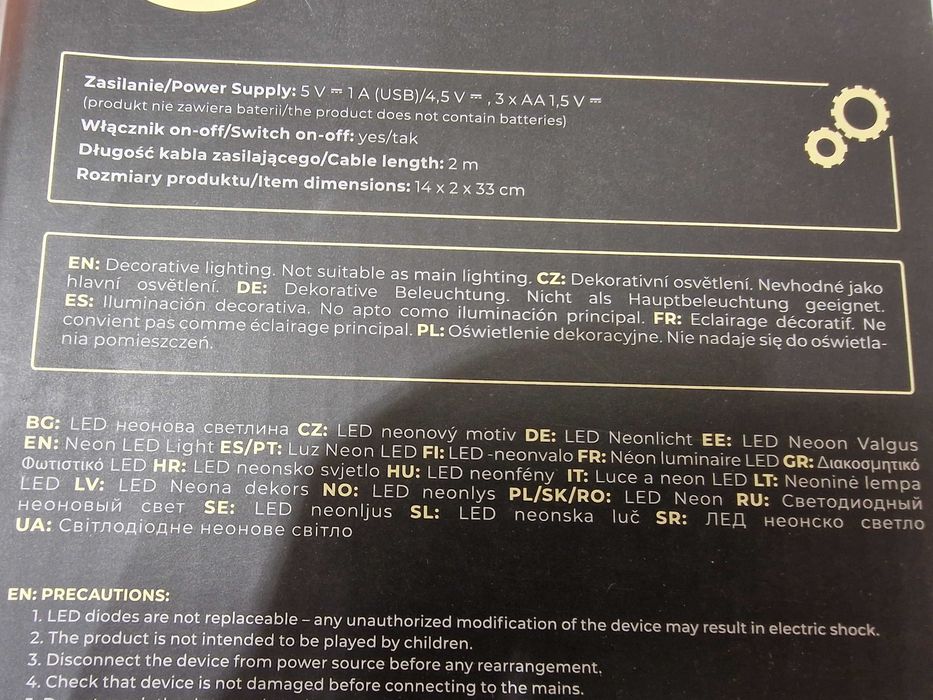 Zasilanie/Power Supply: 5 V ⎓ 1 A (USB)/4,5 V ⎓ , 3 x AA 1,5 V ⎓
(produkt nie zawiera baterii/the product does not contain batteries)
Włącznik on-off/Switch on-off: yes/tak
Długość kabla zasilającego/Cable length: 2 m
Rozmiary produktu/Item dimensions: 14 x 2 x 33 cm
EN: Decorative lighting. Not suitable as main lighting. CZ: Dekorativní osvětlení. Nevhodné jako
hlavní osvětlení. DE: Dekorative Beleuchtung. Nicht als Hauptbeleuchtung geeignet.
ES: Iluminación decorativa. No apto como iluminación principal. FR: Eclairage décoratif. Ne
convient pas comme éclairage principal. PL: Oświetlenie dekoracyjne. Nie nadaje się do oświetla-
nia pomieszczeń.
BG: LED неонова светлина CZ: LED neonový motiv DE: LED Neonlicht EE: LED Neoon Valgus
EN: Neon LED Light ES/PT: Luz Neon LED FI: LED -neonvalo FR: Néon luminaire LED GR: Διακοσμητικό
Φωτιστικό LED HR: LED neonsko svjetlo HU: LED neonfény IT: Luce a neon LED LT: Neoninė lempa
LED LV: LED Neona dekors NO: LED neonlys PL/SK/RO: LED Neon RU: Светодиодный
неоновый свет SE: LED neonljus SL: LED neonska luč SR: ЛЕД неонско светло
UA: Світлодіодне неонове світло
EN: PRECAUTIONS:
1. LED diodes are not replaceable – any unauthorized modification of the device may result in electric shock.
2. The product is not intended to be played by children.
3. Disconnect the device from power source before any rearrangement.
4. Check that device is not damaged before connecting to the mains.